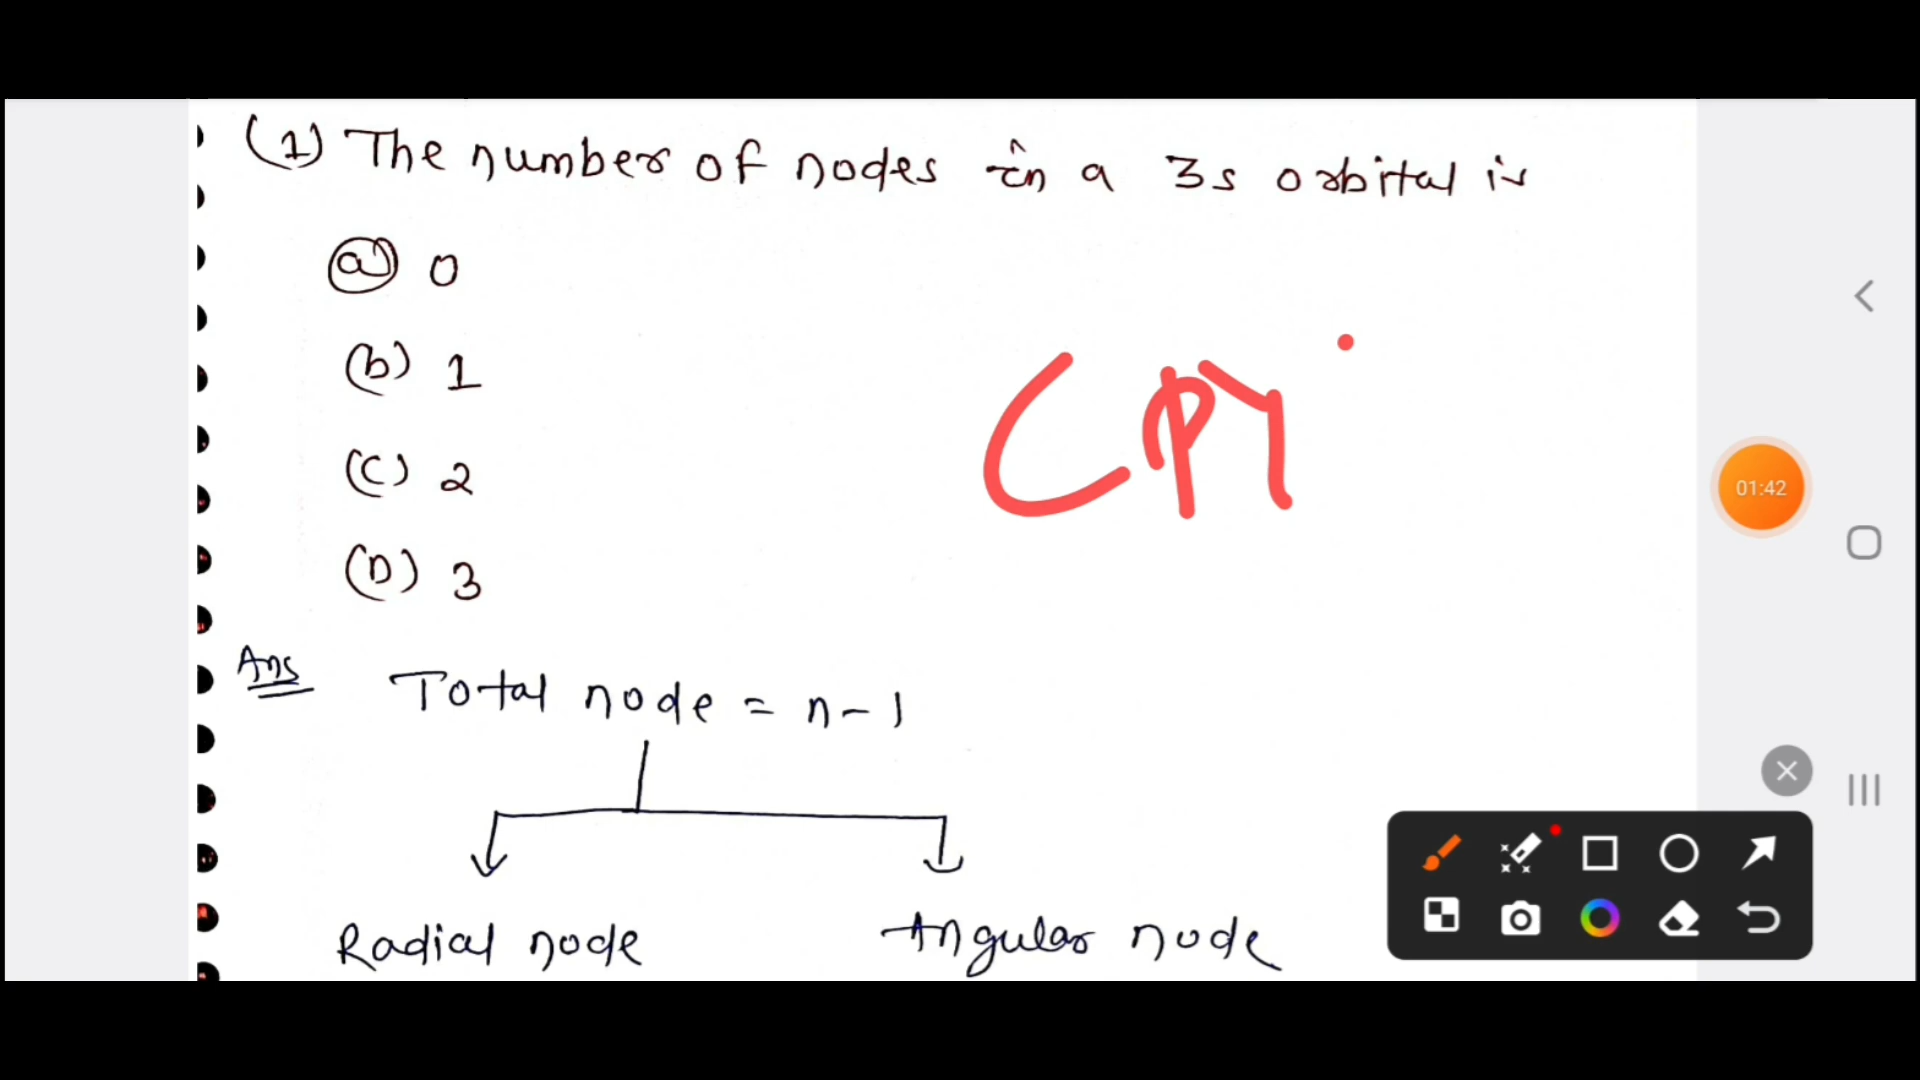 (1) The number of nodes in a 3s orbital is
(a) 0
(b) 1
(C) 2
(D) 3
CPY
01:42
Ans Total node = n-1
Radial node Angular node